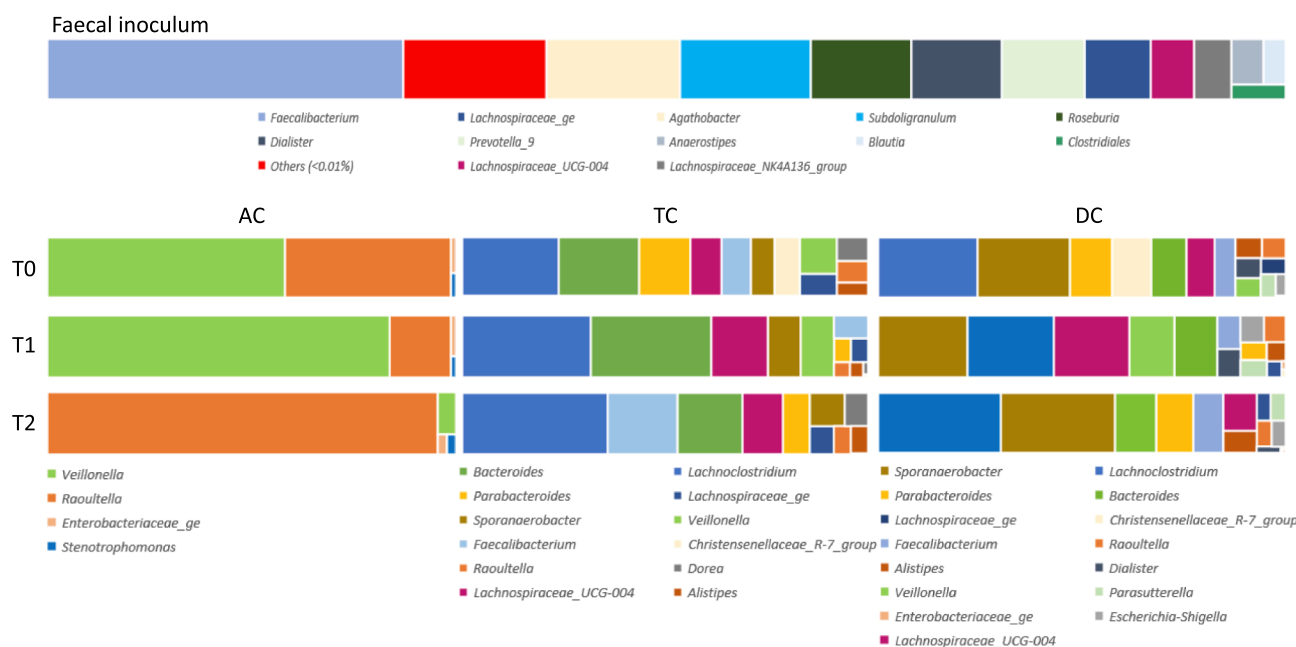 Faecal inoculum
Faecalibacterium Lachnospiraceae_ge Agathobacter Subdoligranulum Roseburia
Dialister Prevotella_9 Anaerostipes Blautia Clostridiales
Others (<0.01%) Lachnospiraceae_UCG-004 Lachnospiraceae_NK4A136_group
AC TC DC
T0
T1
T2
Veillonella
Raoultella
Enterobacteriaceae_ge
Stenotrophomonas
Bacteroides Lachnoclostridium
Parabacteroides Lachnospiraceae_ge
Sporanaerobacter Veillonella
Faecalibacterium Christensenellaceae_R-7_group
Raoultella Dorea
Lachnospiraceae_UCG-004 Alistipes
Sporanaerobacter Lachnoclostridium
Parabacteroides Bacteroides
Lachnospiraceae_ge Christensenellaceae_R-7_group
Faecalibacterium Raoultella
Alistipes Dialister
Veillonella Parasutterella
Enterobacteriaceae_ge Escherichia-Shigella
Lachnospiraceae_UCG-004